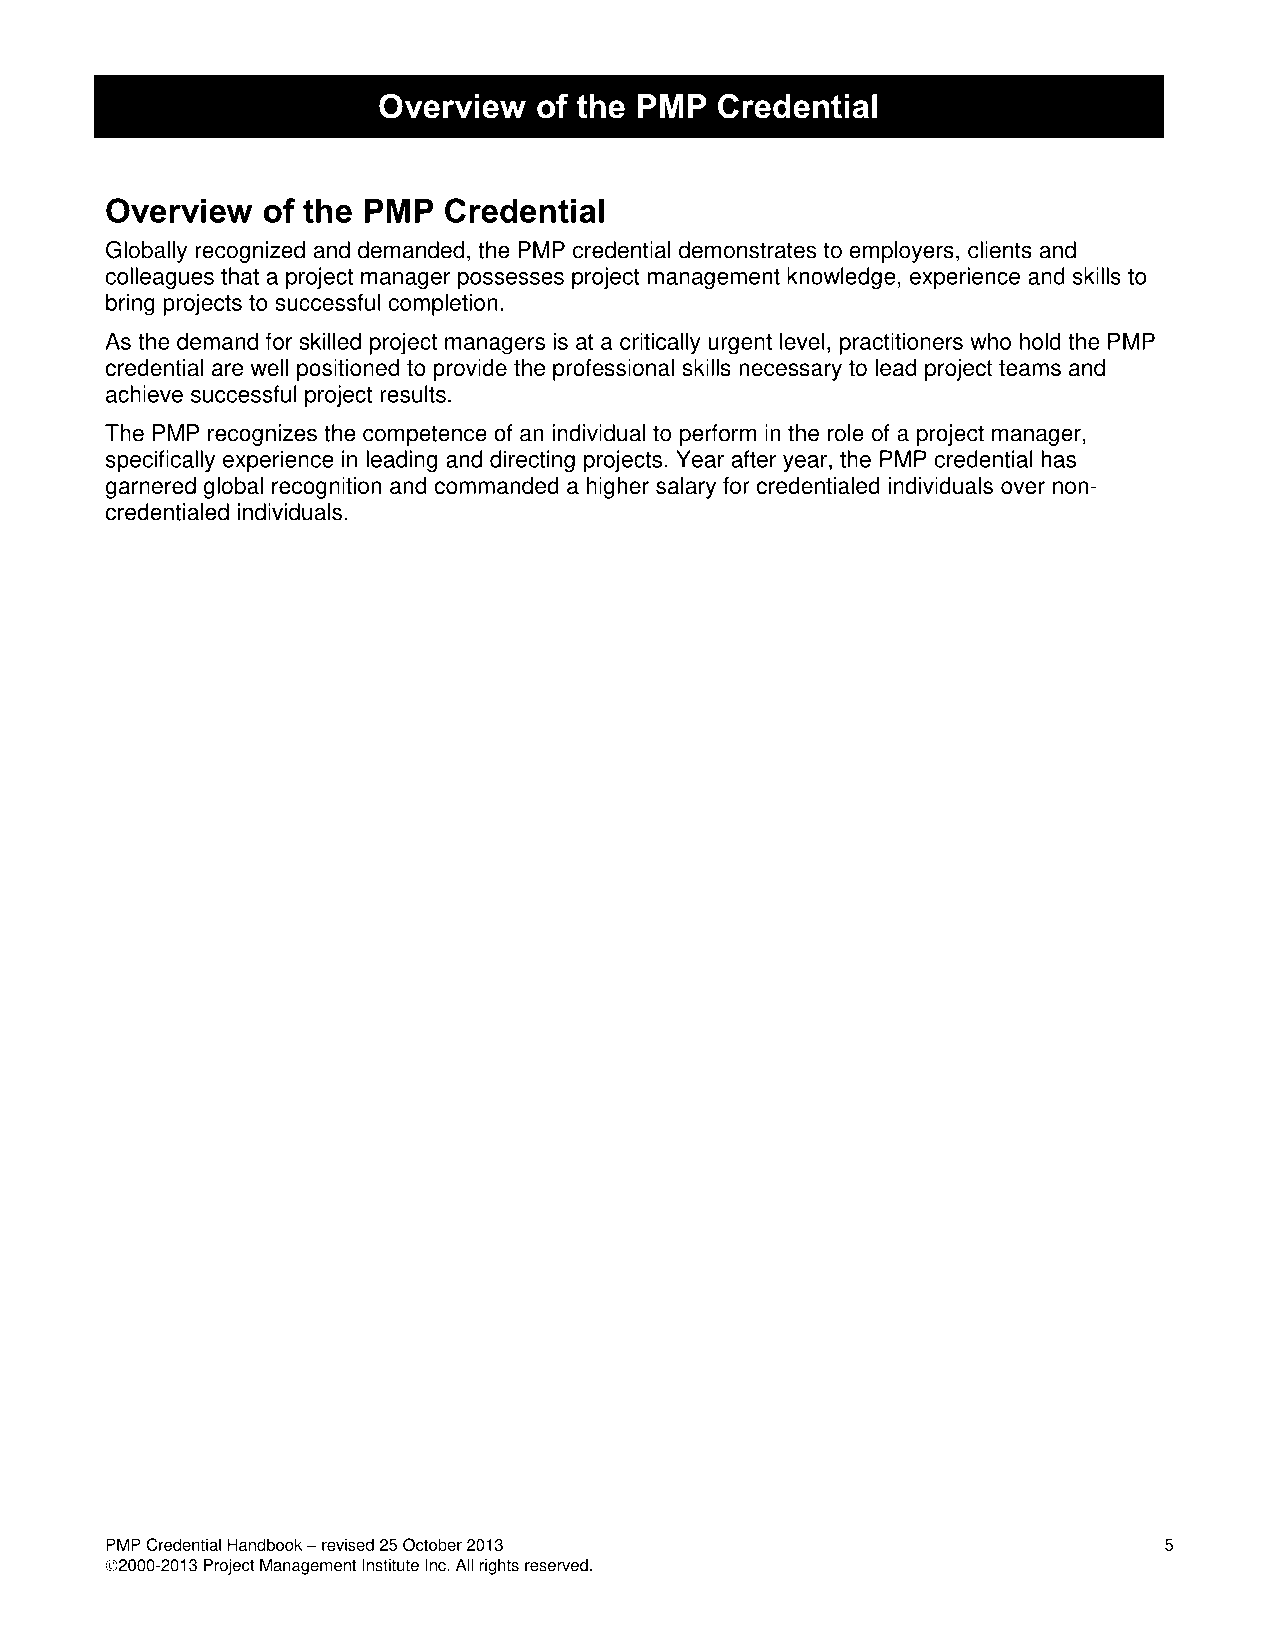 Overview of the PMP Credential
Overview of the PMP Credential
Globally recognized and demanded, the PMP credential demonstrates to employers, clients and
colleagues that a project manager possesses project management knowledge, experience and skills to
bring projects to successful completion.
As the demand for skilled project managers is at a critically urgent level, practitioners who hold the PMP
credential are well positioned to provide the professional skills necessary to lead project teams and
achieve successful project results.
The PMP recognizes the competence of an individual to perform in the role of a project manager,
specifically experience in leading and directing projects. Year after year, the PMP credential has
garnered global recognition and commanded a higher salary for credentialed individuals over non-
credentialed individuals.
PMP Credential Handbook – revised 25 October 2013 5
©2000-2013 Project Management Institute Inc. All rights reserved.